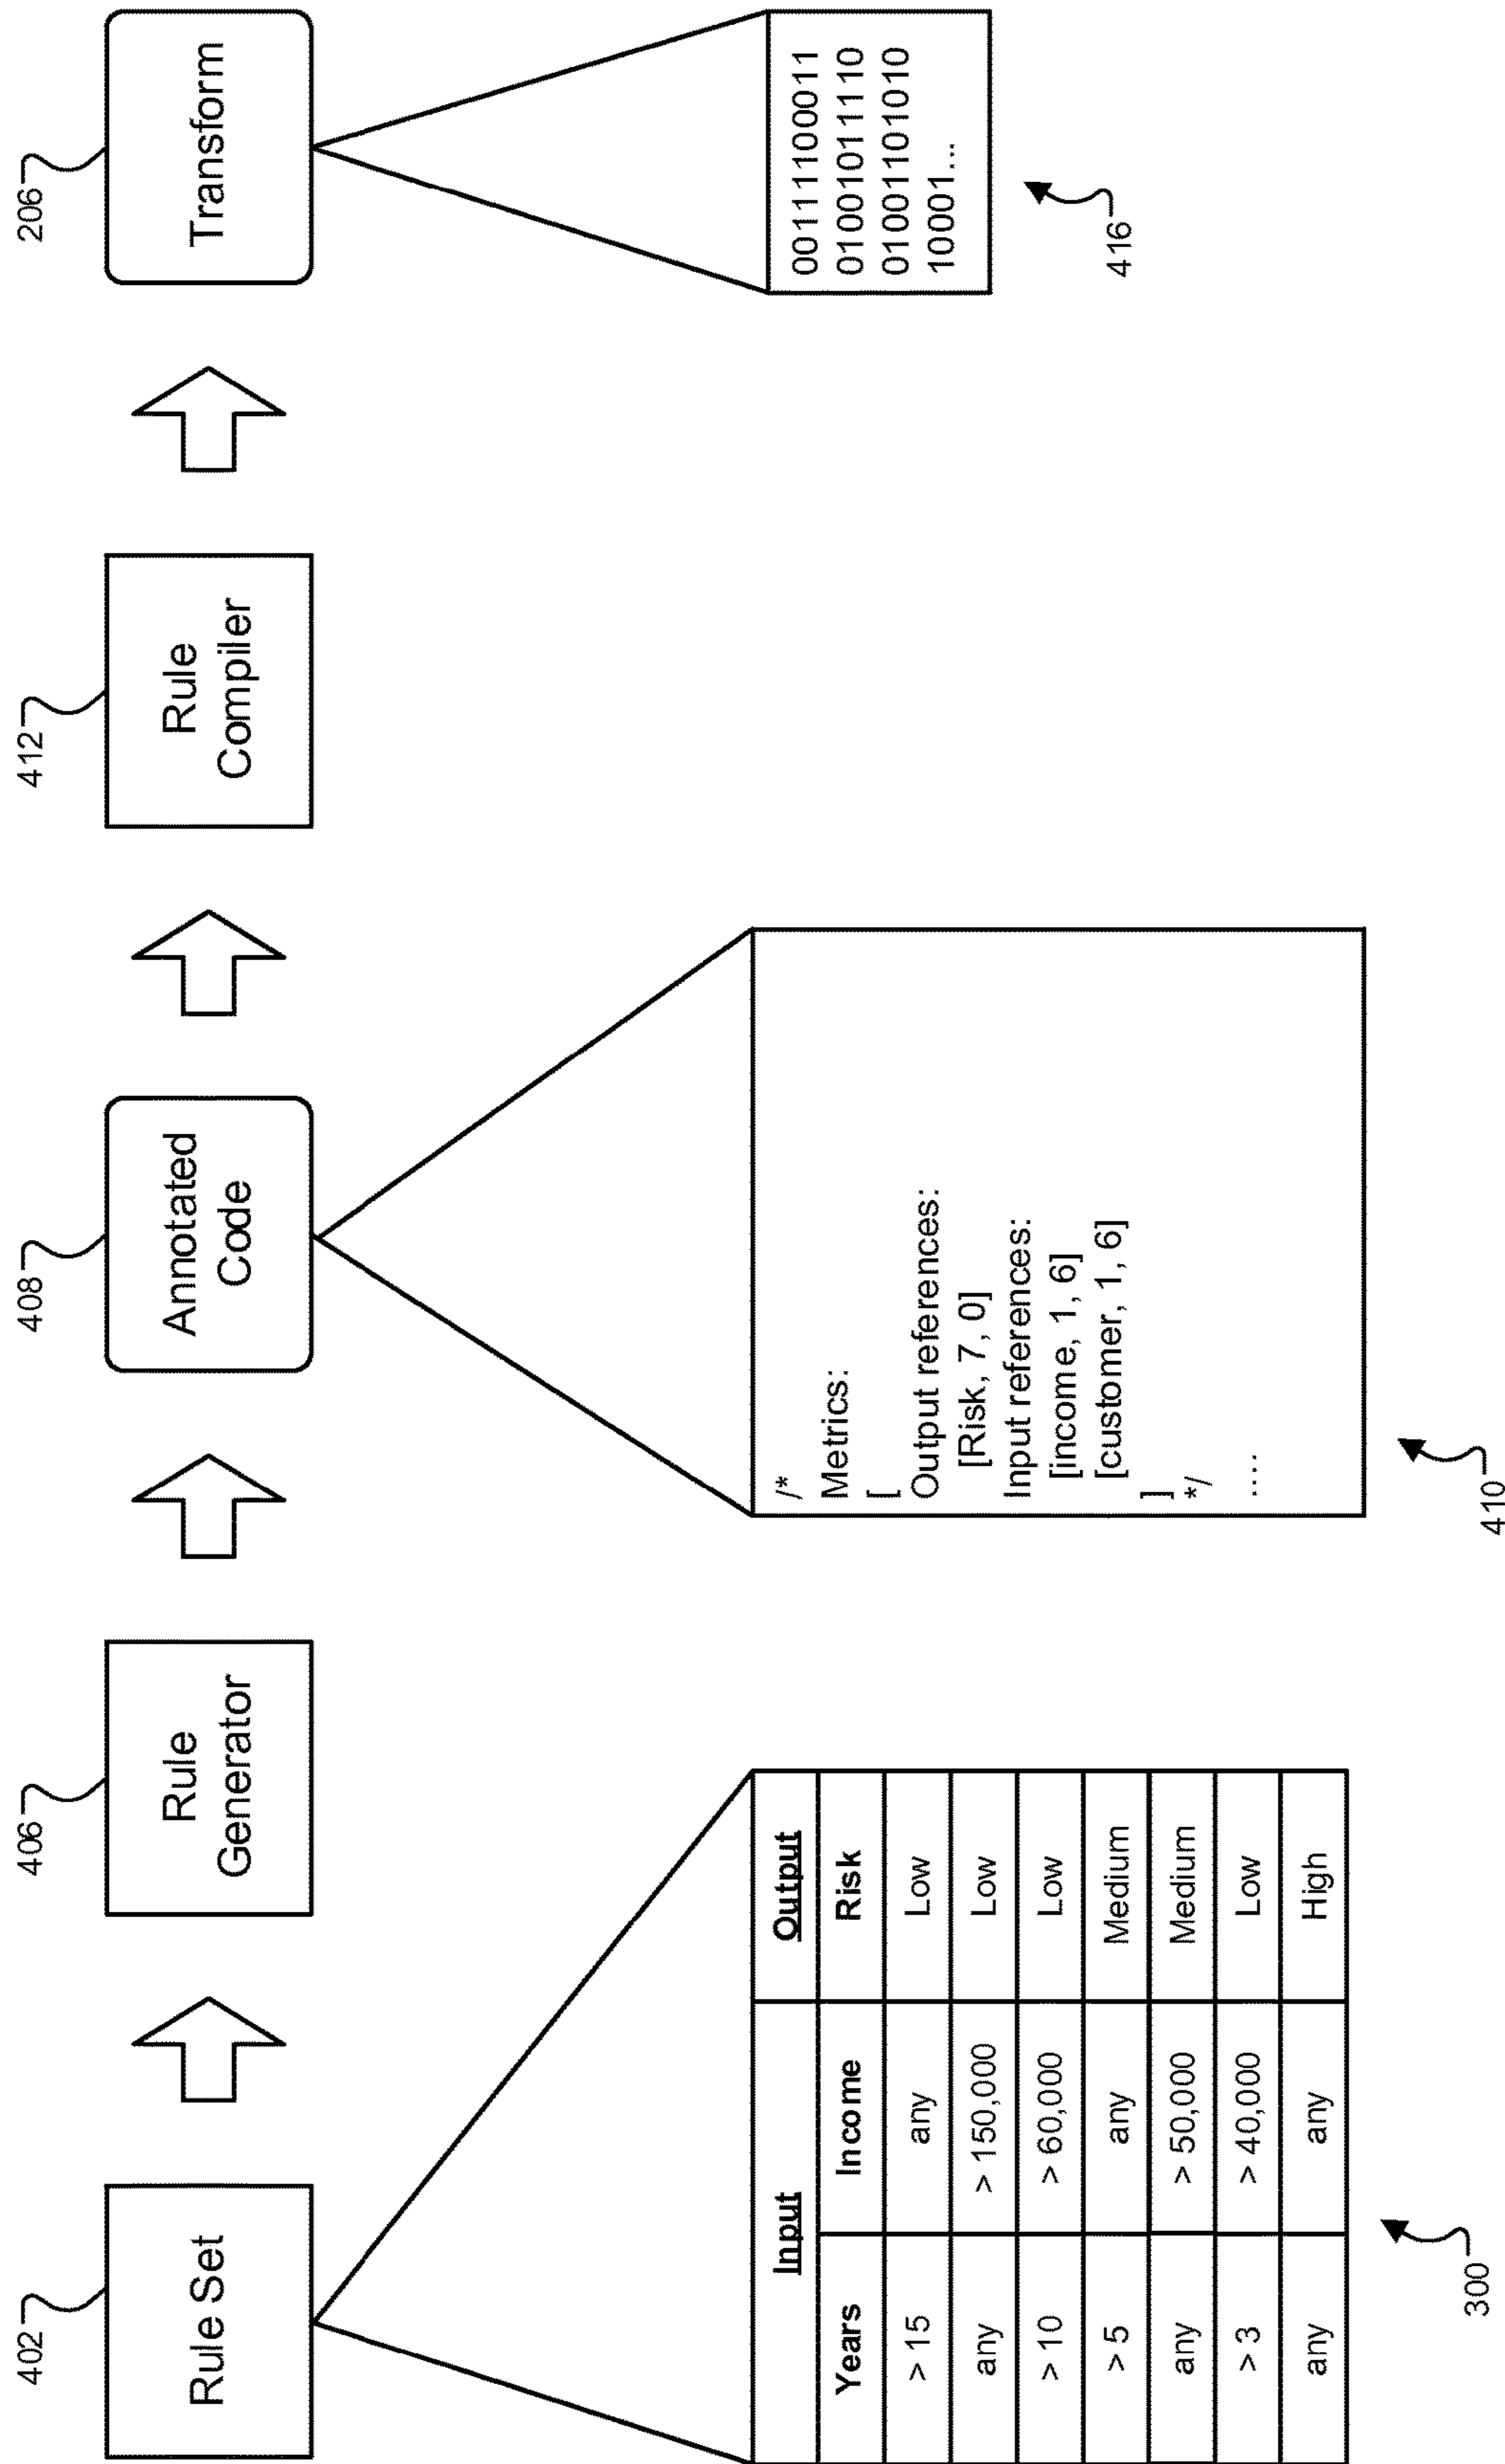 402
406
408
412
206
Rule Set
Rule
Generator
Annotated
Code
Rule
Compiler
Transform
Input Output
Years Income Risk
> 15 any Low
any > 150,000 Low
> 10 > 60,000 Low
> 5 any Medium
any > 50,000 Medium
> 3 > 40,000 Low
any any High
300
/*
Metrics:
[
Output references:
[Risk, 7, 0]
Input references:
[income, 1, 6]
[customer, 1, 6]
]
*/
....
410
00111100011
01001011110
01001101010
10001...
416